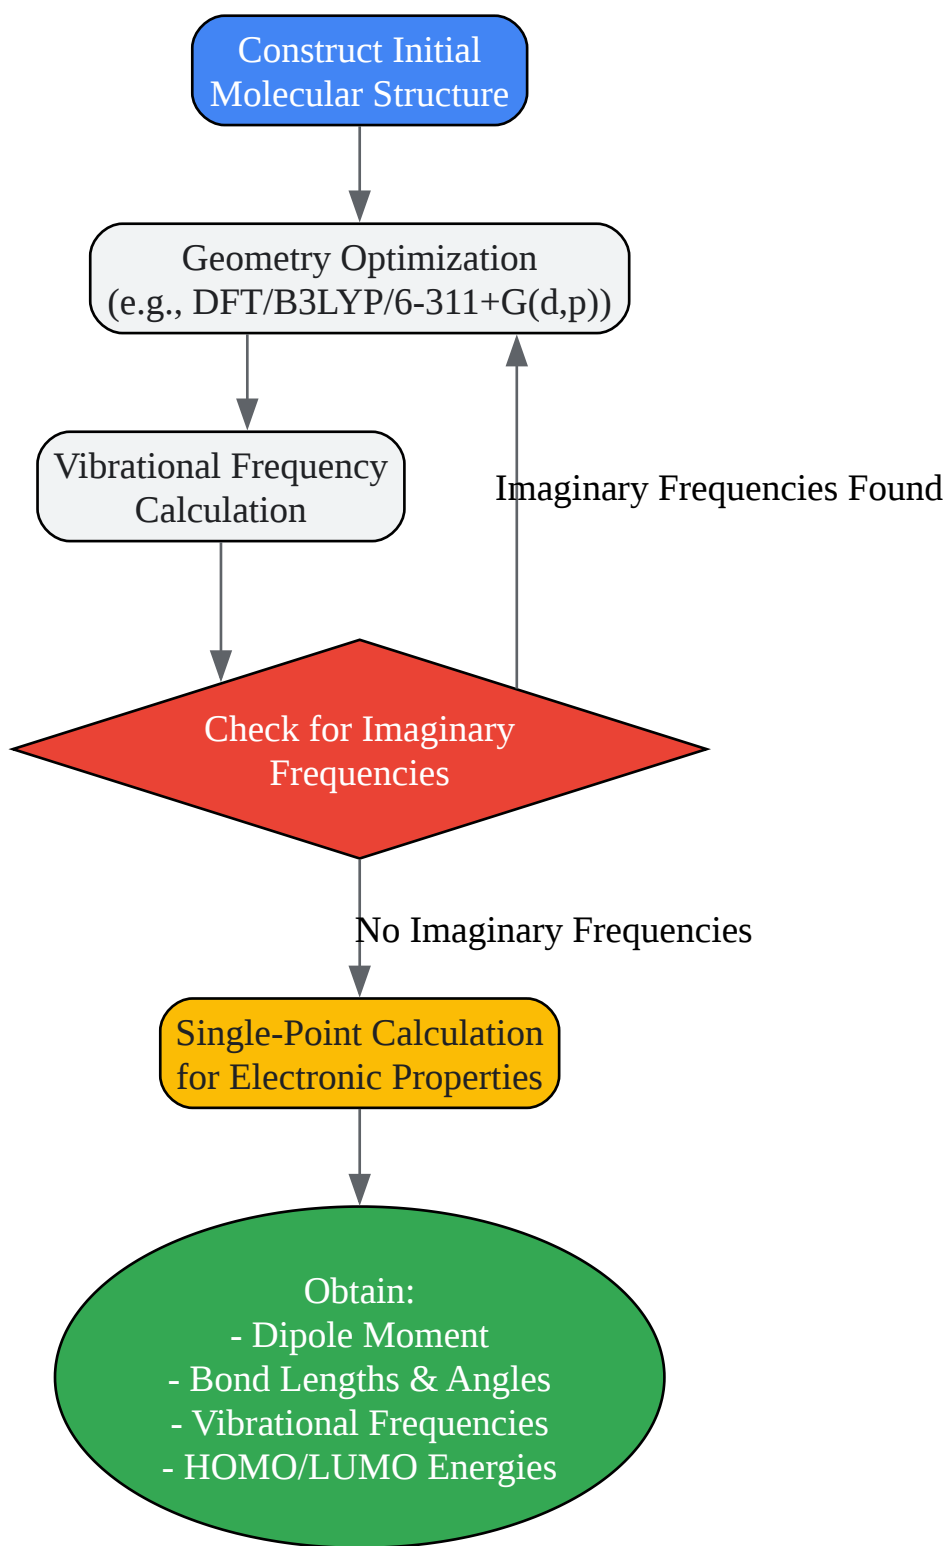 Construct Initial
Molecular Structure
Geometry Optimization
(e.g., DFT/B3LYP/6-311+G(d,p))
Vibrational Frequency
Calculation
Imaginary Frequencies Found
Check for Imaginary
Frequencies
No Imaginary Frequencies
Single-Point Calculation
for Electronic Properties
Obtain:
- Dipole Moment
- Bond Lengths & Angles
- Vibrational Frequencies
- HOMO/LUMO Energies